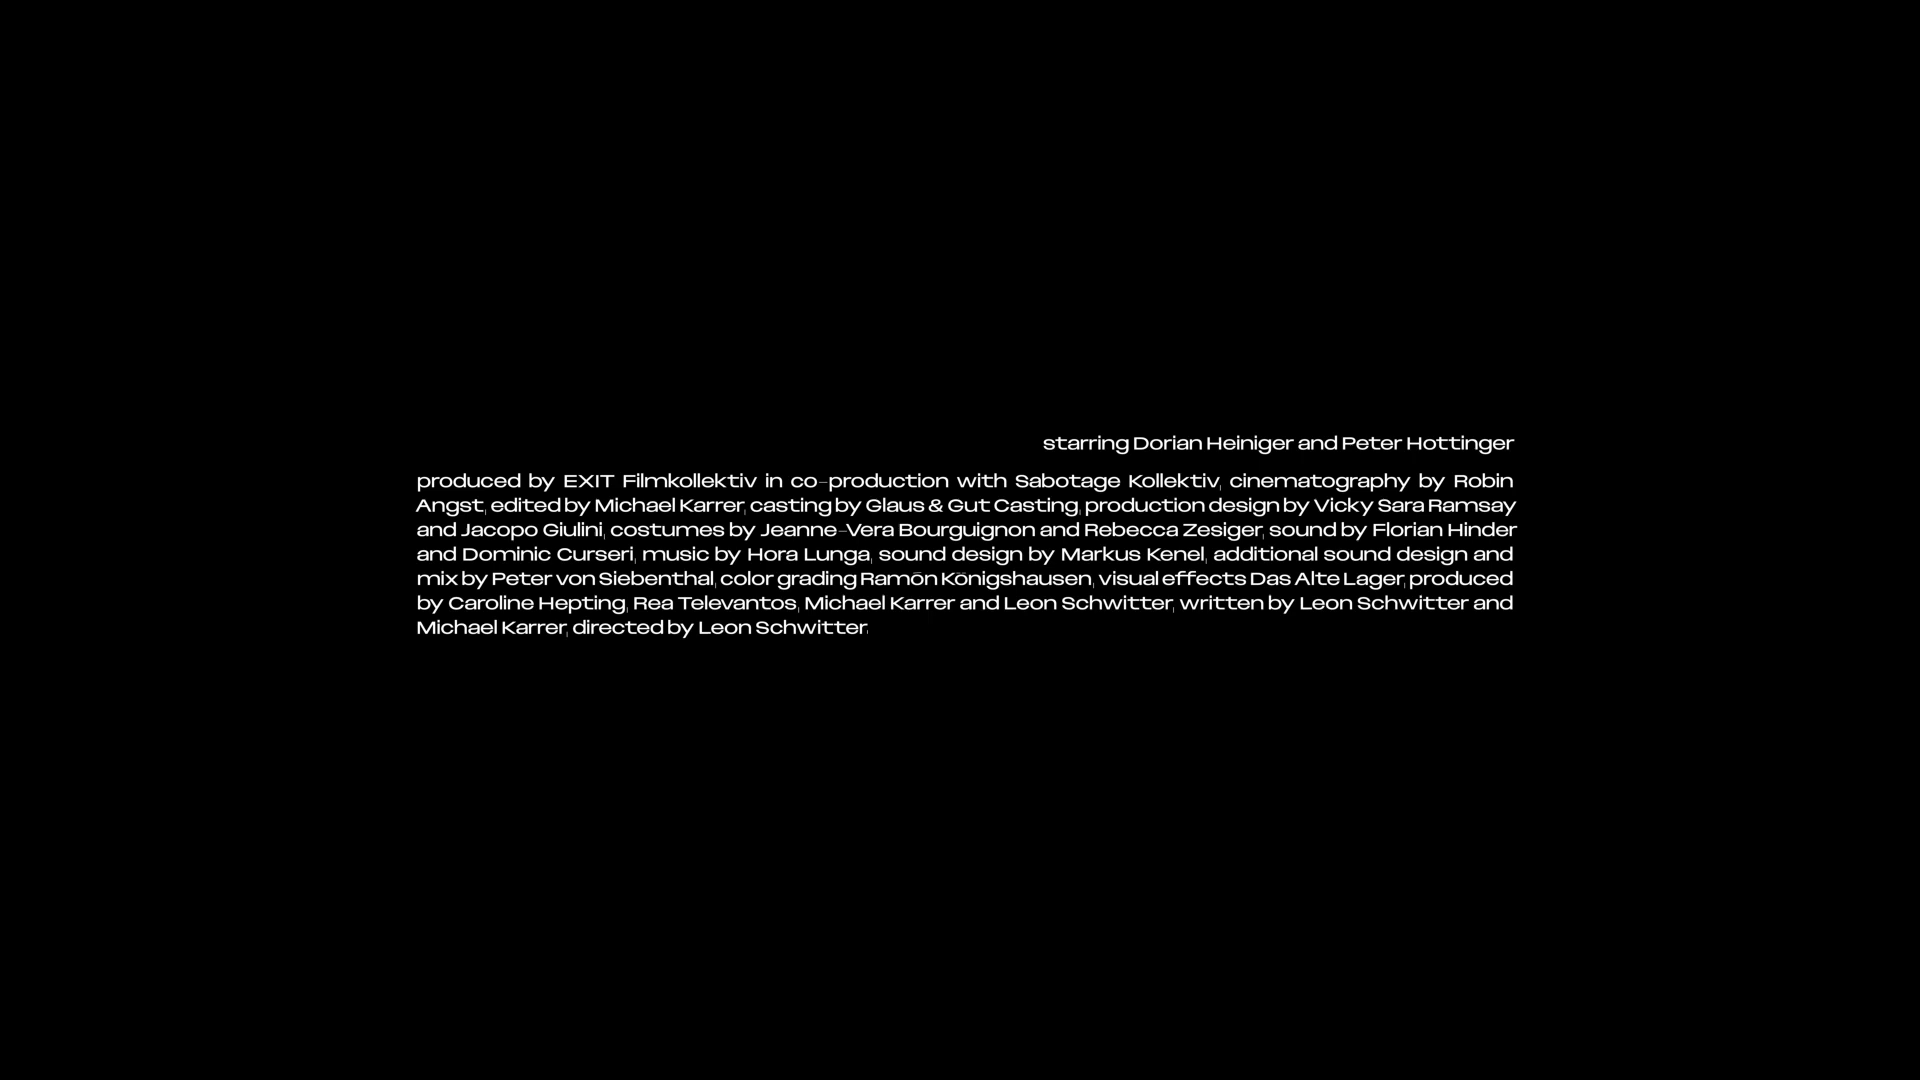 starring Dorian Heiniger and Peter Hottinger
produced by EXIT Filmkollektiv in co-production with Sabotage Kollektiv, cinematography by Robin
Angst, edited by Michael Karrer, casting by Glaus & Gut Casting, production design by Vicky Sara Ramsay
and Jacopo Giulini, costumes by Jeanne-Vera Bourguignon and Rebecca Zesiger, sound by Florian Hinder
and Dominic Curseri, music by Hora Lunga, sound design by Markus Kenel, additional sound design and
mix by Peter von Siebenthal, color grading Ramōn Königshausen, visual effects Das Alte Lager, produced
by Caroline Hepting, Rea Televantos, Michael Karrer and Leon Schwitter, written by Leon Schwitter and
Michael Karrer, directed by Leon Schwitter,